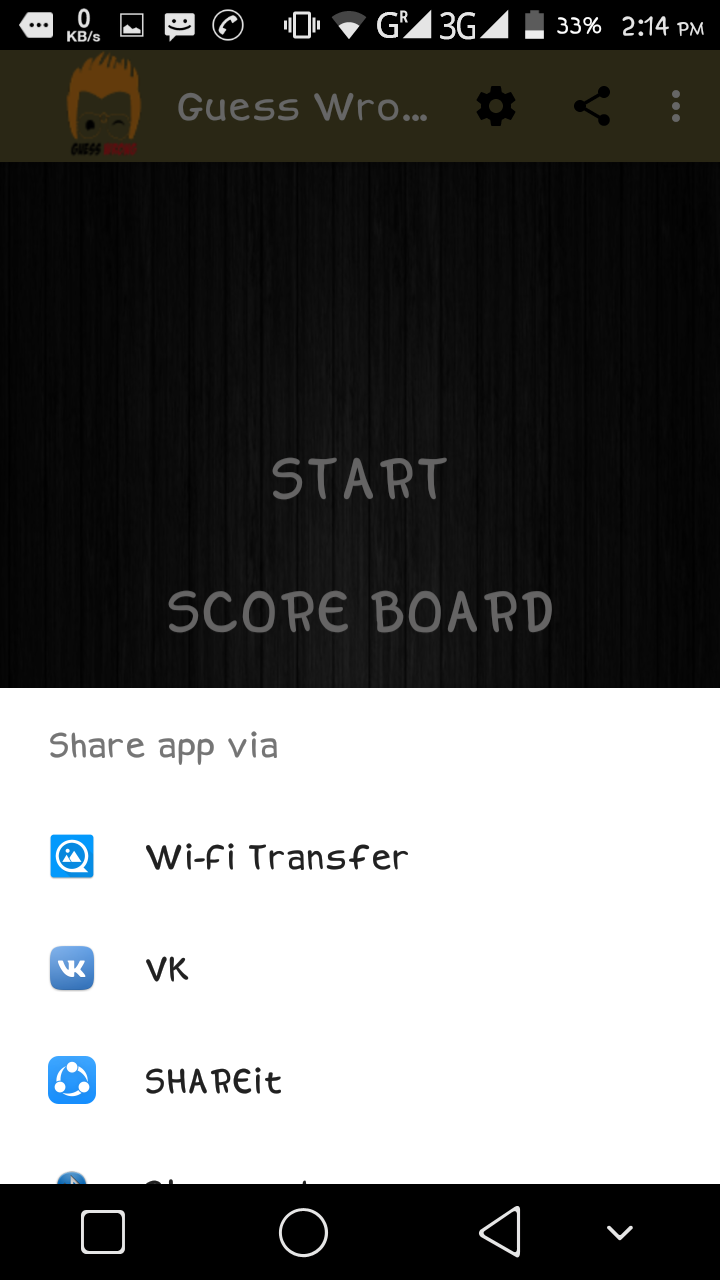 0
KB/s
G R 3G 33% 2:14 PM
GUESS
Guess Wro...
START
SCORE BOARD
Share app via
Wi-Fi Transfer
VK
SHAREit